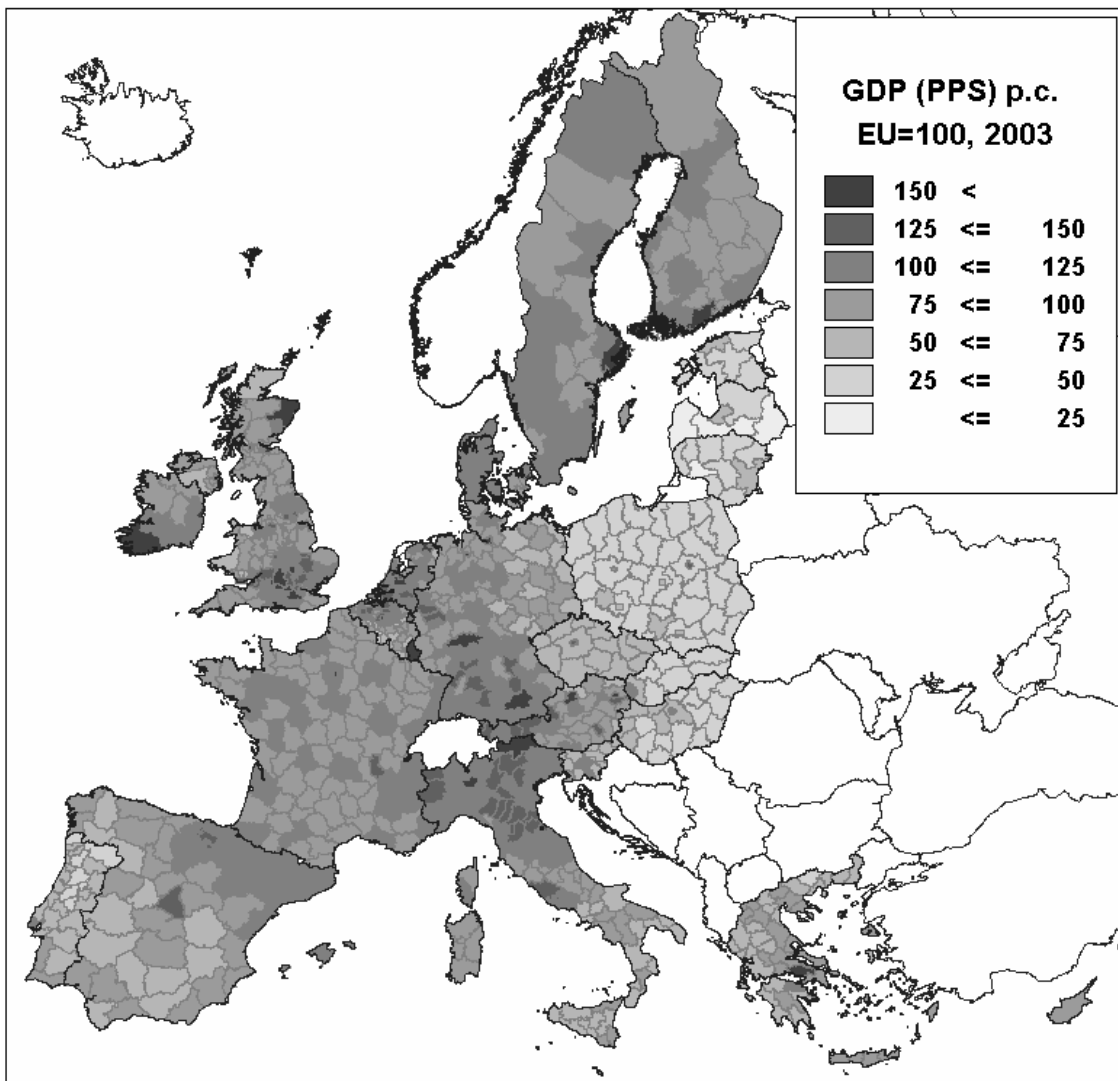 GDP (PPS) p.c.
EU=100, 2003
150 <
125 <= 150
100 <= 125
75 <= 100
50 <= 75
25 <= 50
<= 25